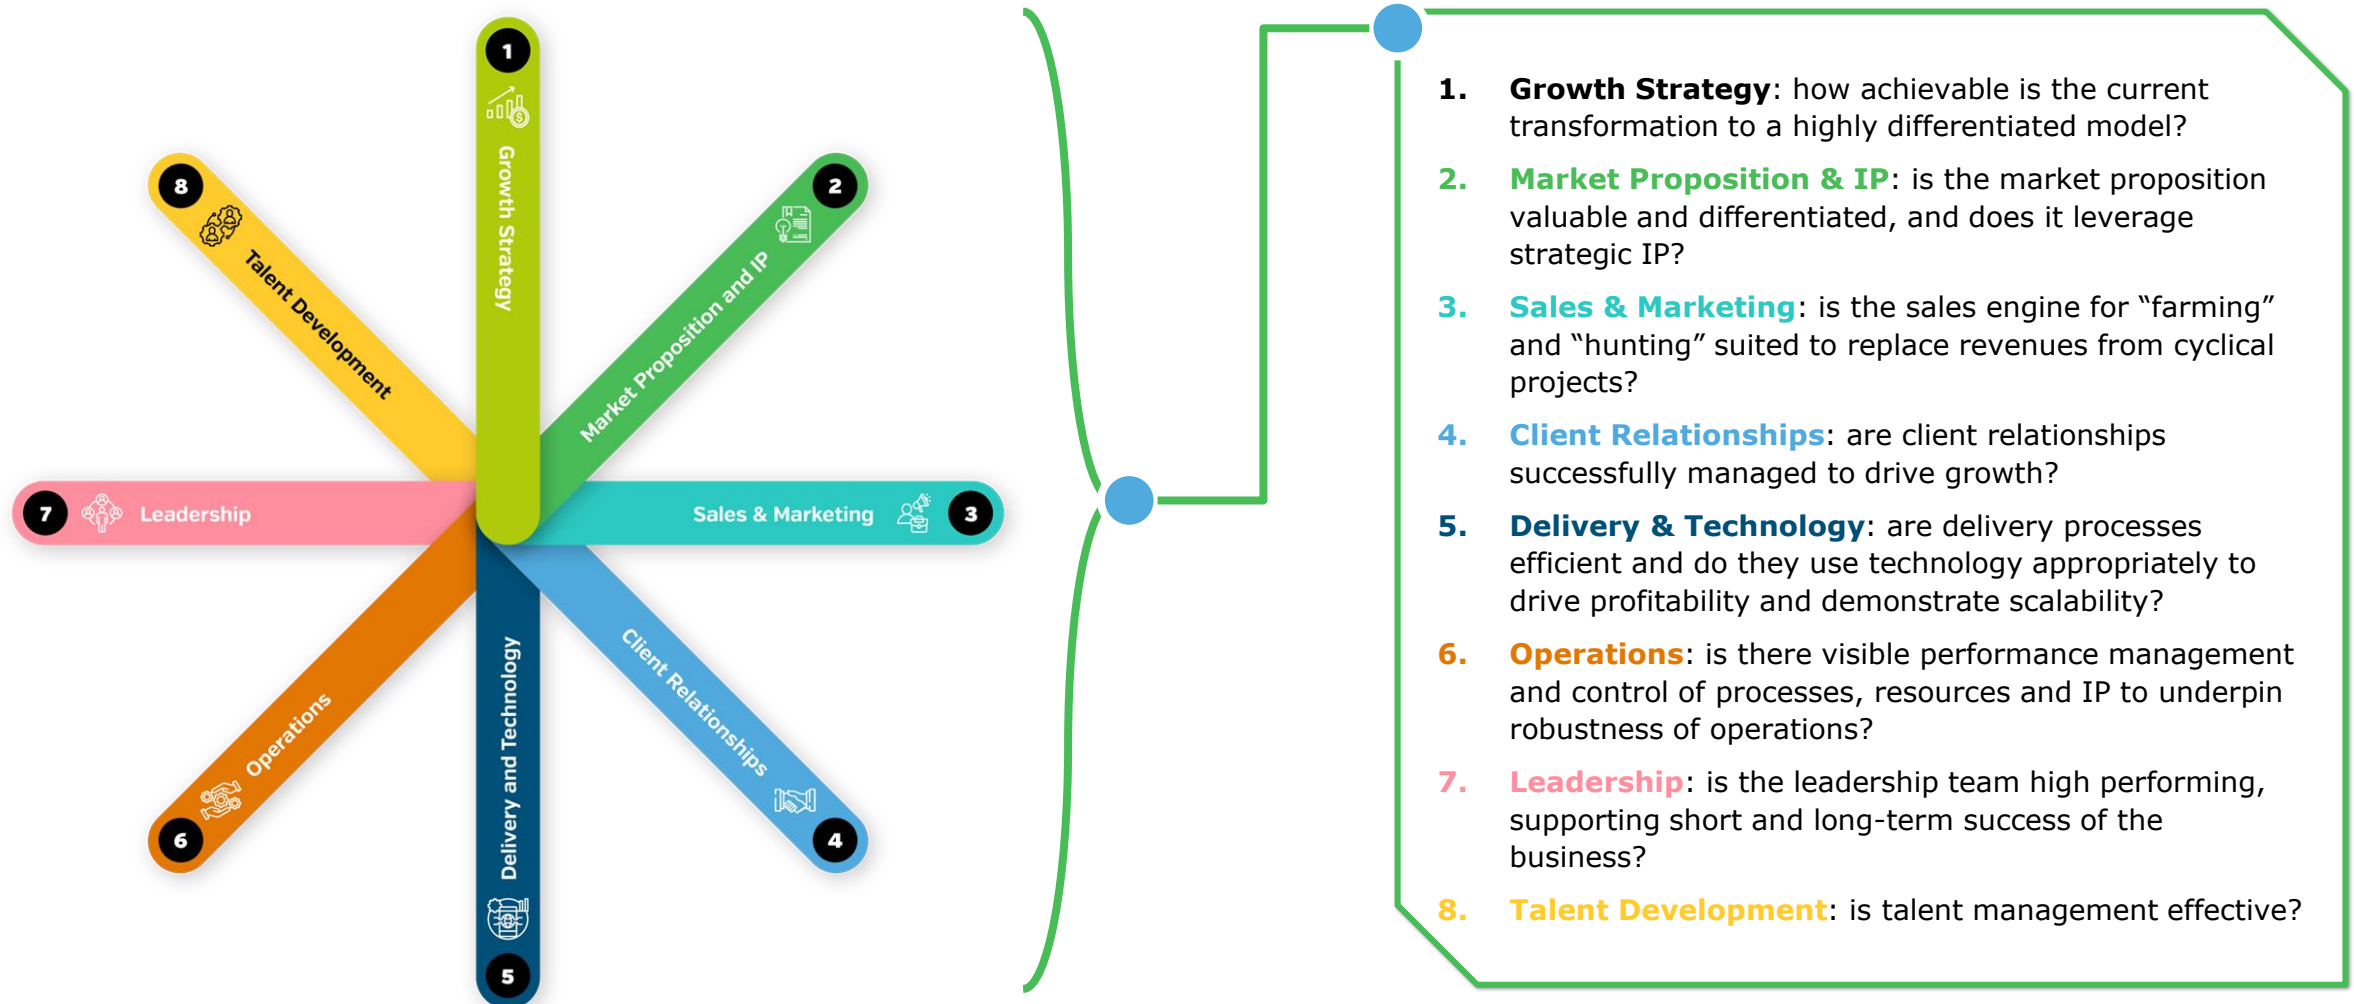 1
Growth Strategy
2
Market Proposition and IP
3
Sales & Marketing
4
Client Relationships
5
Delivery and Technology
6
Operations
7
Leadership
8
Talent Development
1. Growth Strategy: how achievable is the current
transformation to a highly differentiated model?
2. Market Proposition & IP: is the market proposition
valuable and differentiated, and does it leverage
strategic IP?
3. Sales & Marketing: is the sales engine for “farming”
and “hunting” suited to replace revenues from cyclical
projects?
4. Client Relationships: are client relationships
successfully managed to drive growth?
5. Delivery & Technology: are delivery processes
efficient and do they use technology appropriately to
drive profitability and demonstrate scalability?
6. Operations: is there visible performance management
and control of processes, resources and IP to underpin
robustness of operations?
7. Leadership: is the leadership team high performing,
supporting short and long-term success of the
business?
8. Talent Development: is talent management effective?